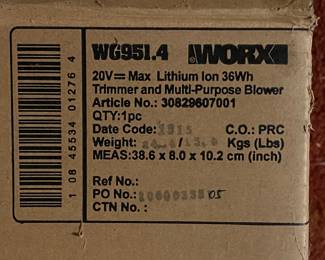 WG951.4 WORX
20V⎓ Max Lithium Ion 36Wh
Trimmer and Multi-Purpose Blower
Article No.: 30829607001
QTY:1pc
Date Code: 1515 C.O.: PRC
Weight: / Kgs (Lbs)
MEAS:38.6 x 8.0 x 10.2 cm (inch)
Ref No.:
PO No.: 05
CTN No.:
1 08 45534 01276 4